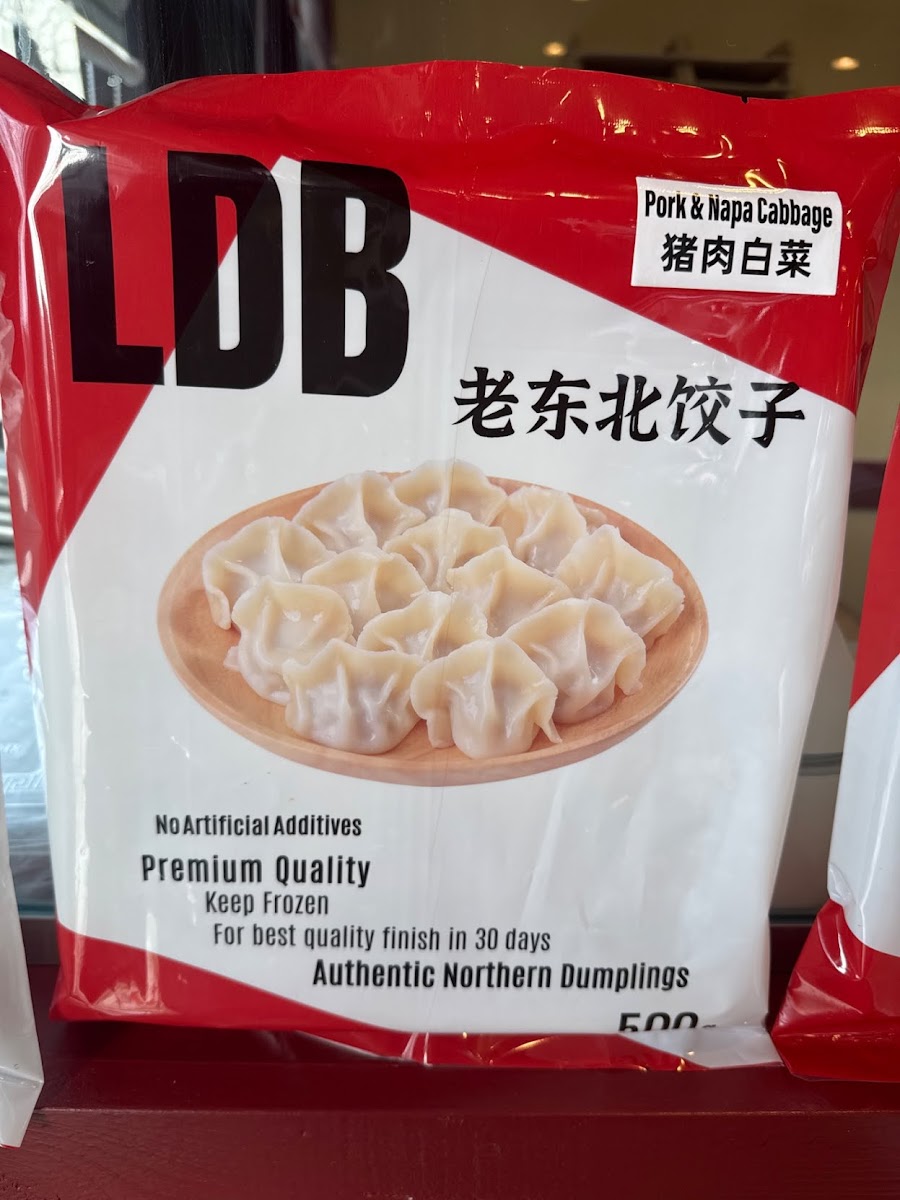 LDB
Pork & Napa Cabbage
猪肉白菜
老东北饺子
No Artificial Additives
Premium Quality
Keep Frozen
For best quality finish in 30 days
Authentic Northern Dumplings
500g